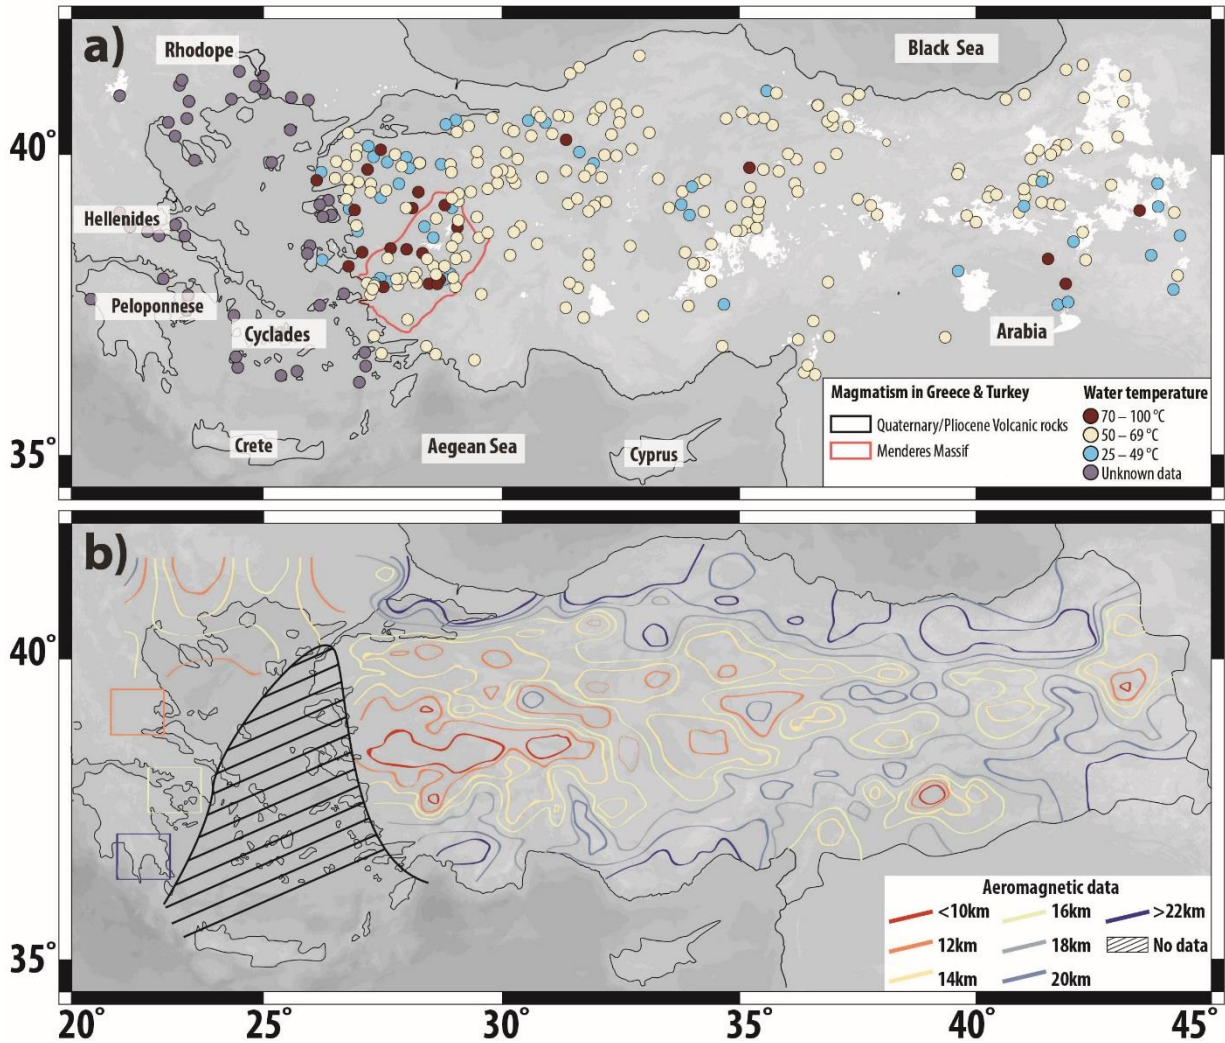 a)
Rhodope
Black Sea
40°
Hellenides
Peloponnese
Cyclades
Arabia
Crete
Aegean Sea
Cyprus
35°
Magmatism in Greece & Turkey
Quaternary/Pliocene Volcanic rocks
Menderes Massif
Water temperature
70 – 100 °C
50 – 69 °C
25 – 49 °C
Unknown data
b)
40°
35°
Aeromagnetic data
<10km
12km
14km
16km
18km
20km
>22km
No data
20°
25°
30°
35°
40°
45°